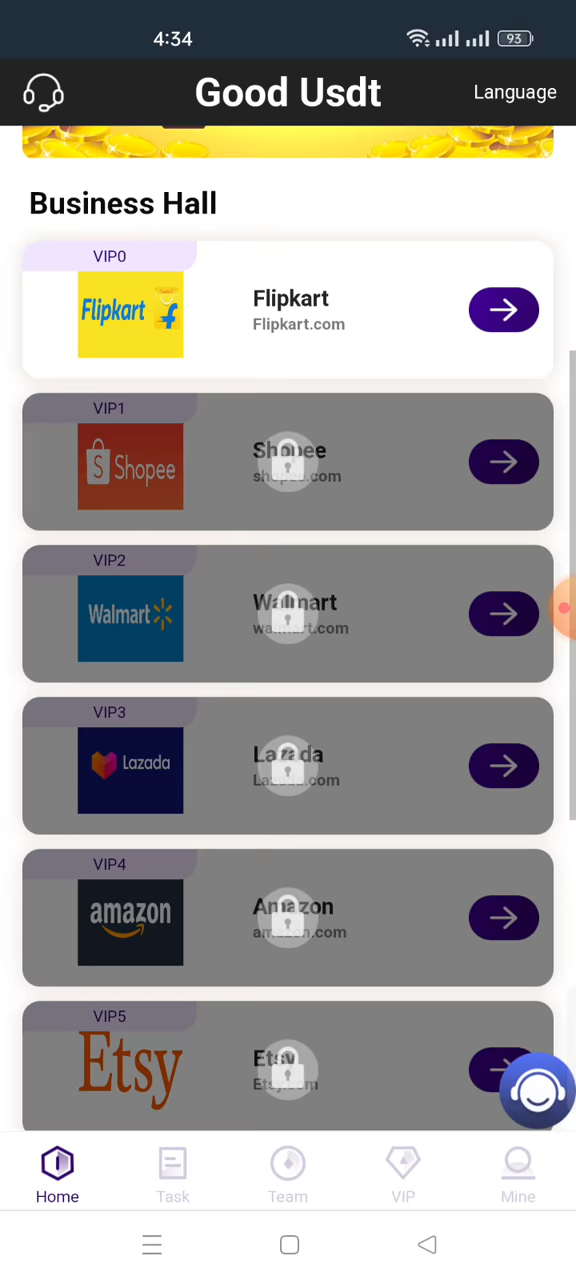 4:34
93
Good Usdt
Language
Business Hall
VIP0
Flipkart
Flipkart
Flipkart.com
VIP1
Shopee
Shopee
shopee.com
VIP2
Walmart
Walmart
walmart.com
VIP3
Lazada
Lazada
Lazada.com
VIP4
amazon
Amazon
amazon.com
VIP5
Etsy
Etsy
Etsy.com
Home
Task
Team
VIP
Mine